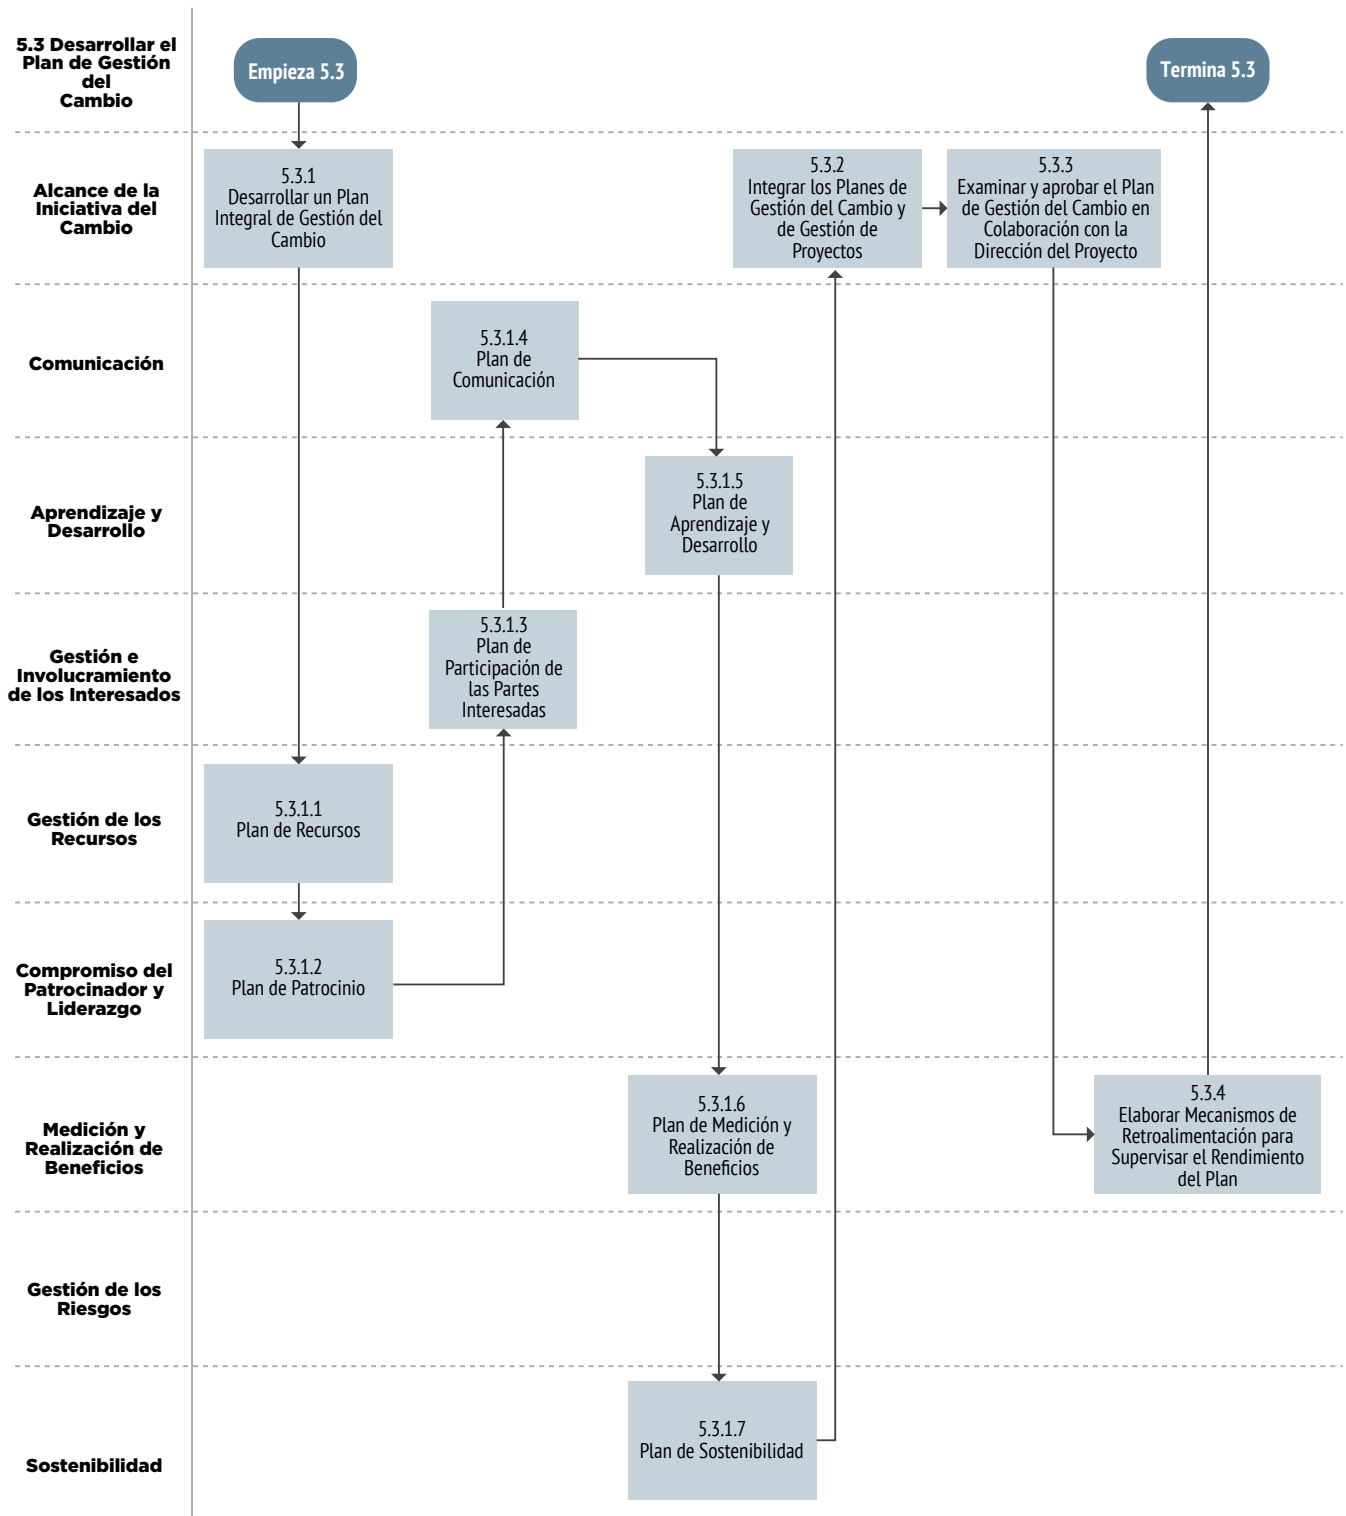 5.3 Desarrollar el
Plan de Gestión
del
Cambio
Empieza 5.3
Termina 5.3
Alcance de la
Iniciativa del
Cambio
5.3.1
Desarrollar un Plan
Integral de Gestión del
Cambio
5.3.2
Integrar los Planes de
Gestión del Cambio y
de Gestión de
Proyectos
5.3.3
Examinar y aprobar el Plan
de Gestión del Cambio en
Colaboración con la
Dirección del Proyecto
Comunicación
5.3.1.4
Plan de
Comunicación
Aprendizaje y
Desarrollo
5.3.1.5
Plan de
Aprendizaje y
Desarrollo
Gestión e
Involucramiento
de los Interesados
5.3.1.3
Plan de
Participación de
las Partes
Interesadas
Gestión de los
Recursos
5.3.1.1
Plan de Recursos
Compromiso del
Patrocinador y
Liderazgo
5.3.1.2
Plan de Patrocinio
Medición y
Realización de
Beneficios
5.3.1.6
Plan de Medición y
Realización de
Beneficios
5.3.4
Elaborar Mecanismos de
Retroalimentación para
Supervisar el Rendimiento
del Plan
Gestión de los
Riesgos
Sostenibilidad
5.3.1.7
Plan de Sostenibilidad